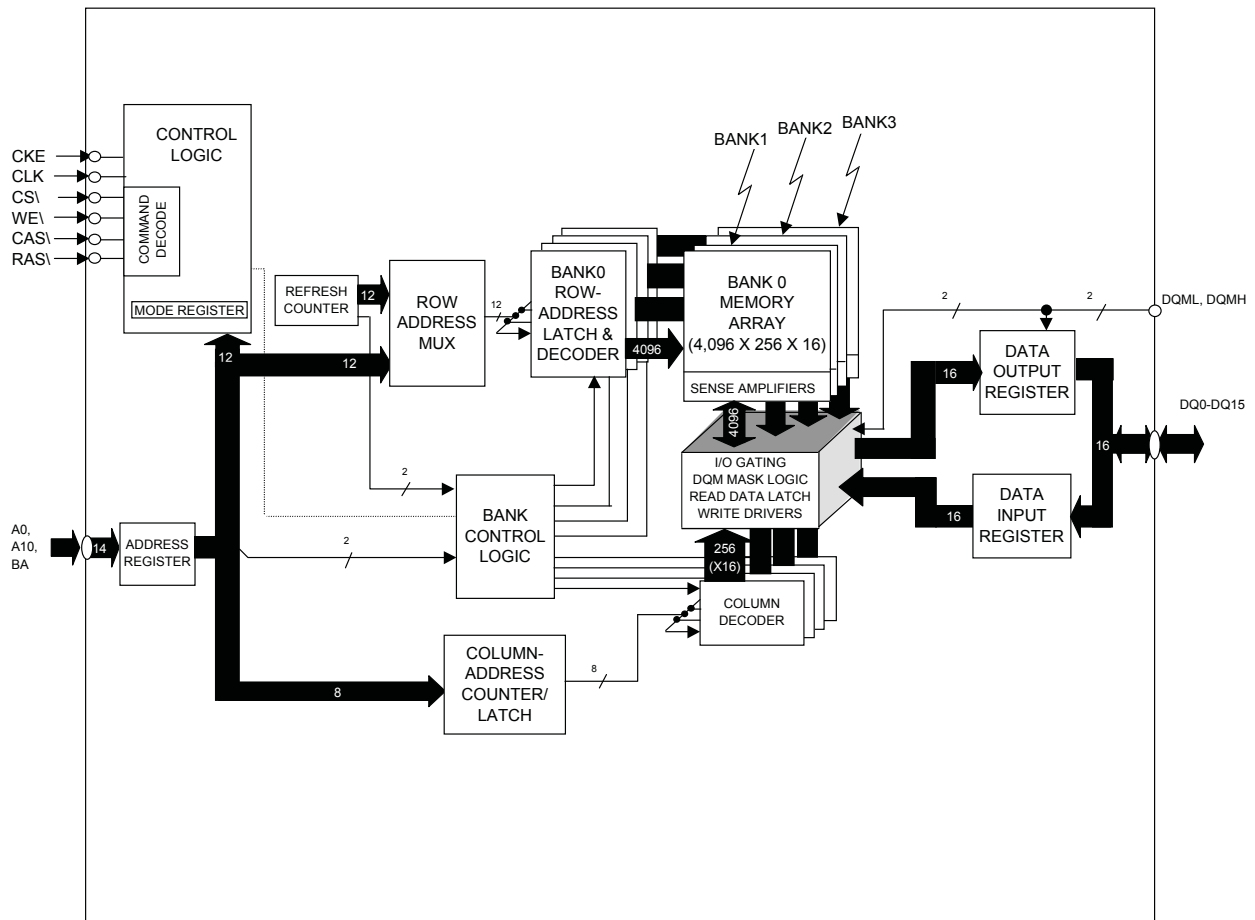 CONTROL
LOGIC
CKE
CLK
CS\
WE\
CAS\
RAS\
COMMAND
DECODE
MODE REGISTER
BANK1
BANK2
BANK3
REFRESH
COUNTER
12
ROW
ADDRESS
MUX
12
BANK0
ROW-
ADDRESS
LATCH &
DECODER
4096
BANK 0
MEMORY
ARRAY
(4,096 X 256 X 16)
SENSE AMPLIFIERS
4096
2
2
DQML, DQMH
DATA
OUTPUT
REGISTER
16
DQ0-DQ15
16
12
12
I/O GATING
DQM MASK LOGIC
READ DATA LATCH
WRITE DRIVERS
DATA
INPUT
REGISTER
16
2
BANK
CONTROL
LOGIC
A0,
A10,
BA
14
ADDRESS
REGISTER
2
256
(X16)
COLUMN
DECODER
COLUMN-
ADDRESS
COUNTER/
LATCH
8
8